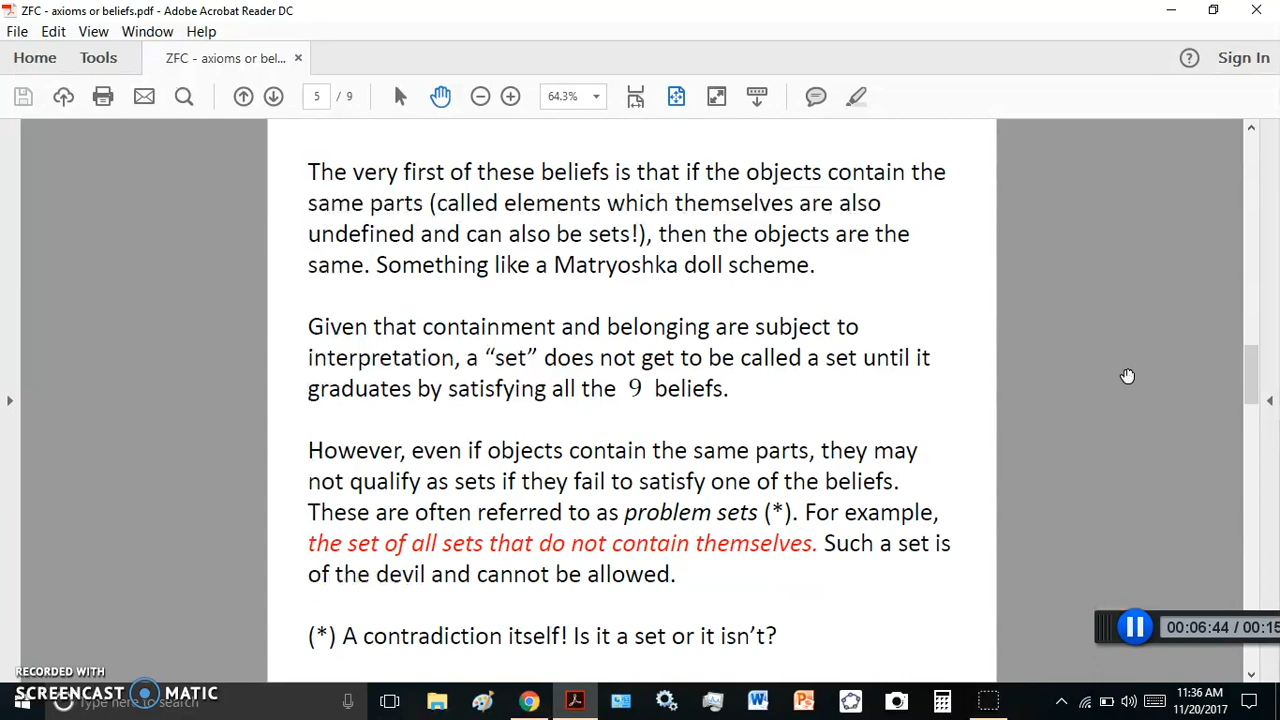 ZFC - axioms or beliefs.pdf - Adobe Acrobat Reader DC
File Edit View Window Help
Home Tools ZFC - axioms or bel... × Sign In
5 / 9 64.3%
The very first of these beliefs is that if the objects contain the
same parts (called elements which themselves are also
undefined and can also be sets!), then the objects are the
same. Something like a Matryoshka doll scheme.
Given that containment and belonging are subject to
interpretation, a “set” does not get to be called a set until it
graduates by satisfying all the 9 beliefs.
However, even if objects contain the same parts, they may
not qualify as sets if they fail to satisfy one of the beliefs.
These are often referred to as problem sets (*). For example,
the set of all sets that do not contain themselves. Such a set is
of the devil and cannot be allowed.
(*) A contradiction itself! Is it a set or it isn’t?
00:06:44 / 00:15
RECORDED WITH
SCREENCAST MATIC
Type here to search
11:36 AM
11/20/2017